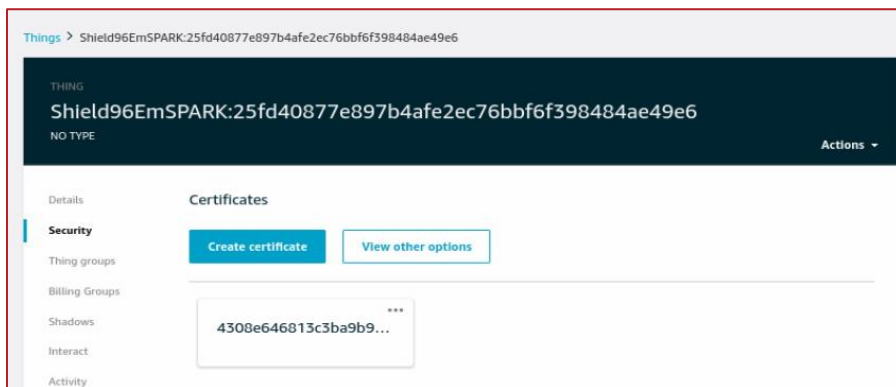 Things > Shield96EmSPARK:25fd40877e897b4afe2ec76bbf6f398484ae49e6
THING
Shield96EmSPARK:25fd40877e897b4afe2ec76bbf6f398484ae49e6
NO TYPE
Actions
Details
Security
Thing groups
Billing Groups
Shadows
Interact
Activity
Certificates
Create certificate View other options
4308e646813c3ba9b9...